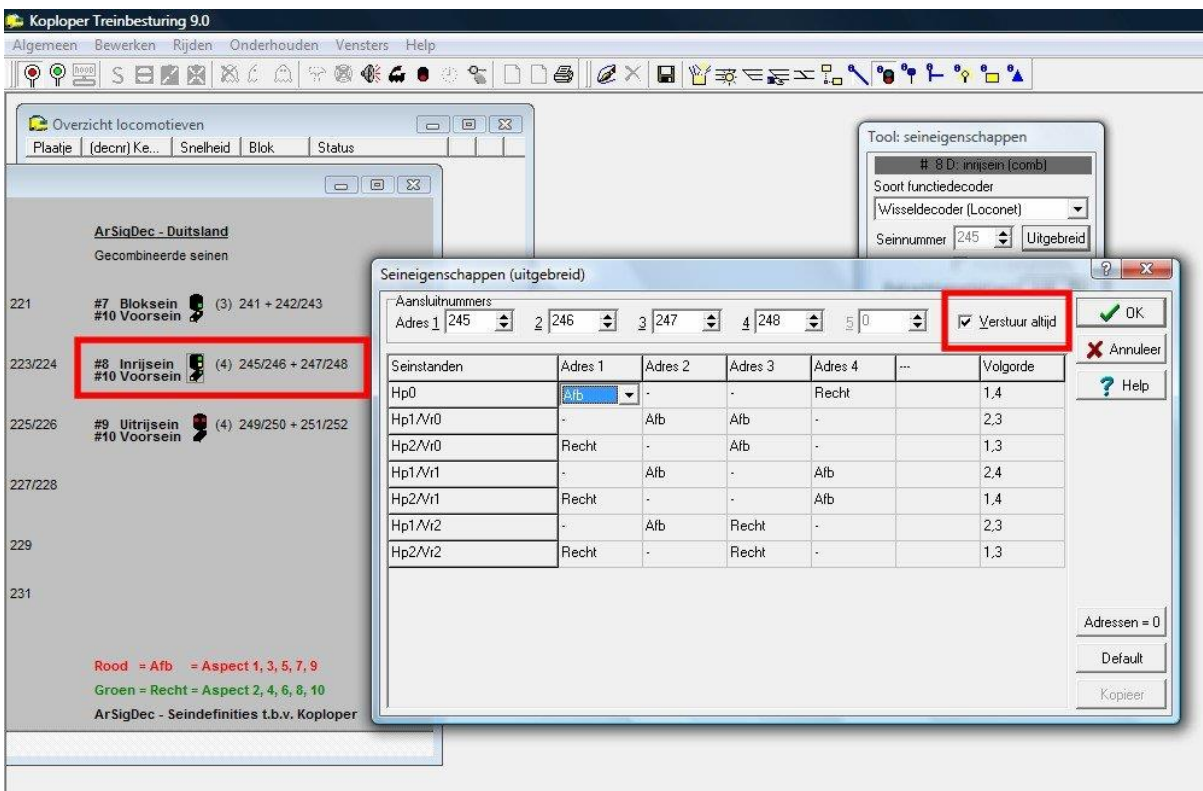 Koploper Treinbesturing 9.0
Algemeen Bewerken Rijden Onderhouden Vensters Help
Overzicht locomotieven
Plaatje (decnr) Ke... Snelheid Blok Status
ArSigDec - Duitsland
Gecombineerde seinen
221 #7 Bloksein (3) 241 + 242/243
#10 Voorsein
223/224 #8 Inrijsein (4) 245/246 + 247/248
#10 Voorsein
225/226 #9 Uitrijsein (4) 249/250 + 251/252
#10 Voorsein
227/228
229
231
Rood = Afb = Aspect 1, 3, 5, 7, 9
Groen = Recht = Aspect 2, 4, 6, 8, 10
ArSigDec - Seindefinities t.b.v. Koploper
Tool: seineigenschappen
# 8 D: inrijsein (comb)
Soort functiedecoder
Wisseldecoder (Loconet)
Seinnummer 245 Uitgebreid
Seineigenschappen (uitgebreid)
Aansluitnummers
Adres 1 245 2 246 3 247 4 248 5 0 Verstuur altijd
Seinstanden Adres 1 Adres 2 Adres 3 Adres 4 --- Volgorde
Hp0 Afb - - Recht 1,4
Hp1/Vr0 - Afb Afb - 2,3
Hp2/Vr0 Recht - Afb - 1,3
Hp1/Vr1 - Afb - Afb 2,4
Hp2/Vr1 Recht - - Afb 1,4
Hp1/Vr2 - Afb Recht - 2,3
Hp2/Vr2 Recht - Recht - 1,3
OK
Annuleer
Help
Adressen = 0
Default
Kopieer